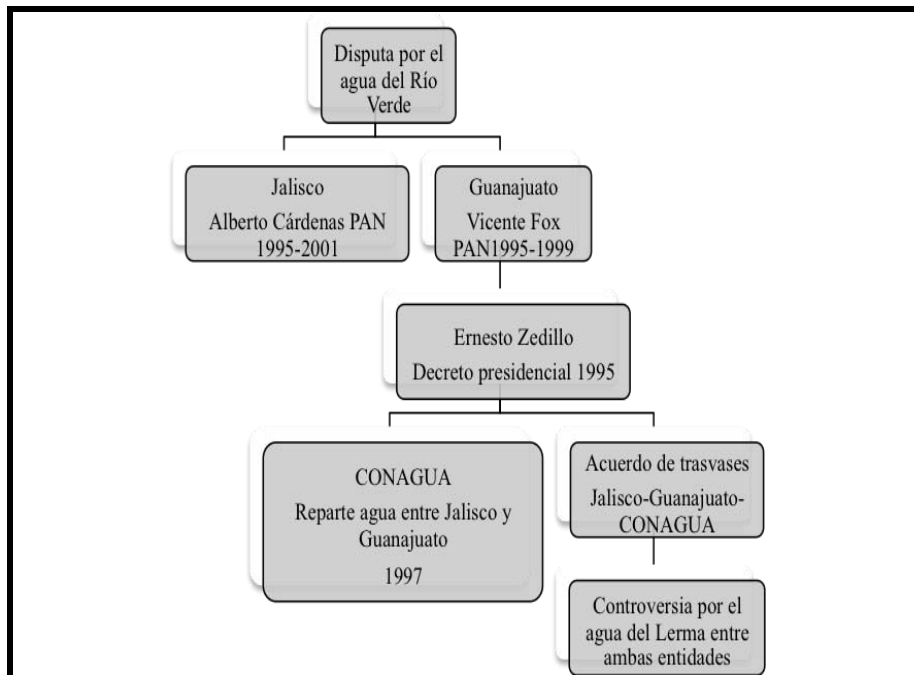 Disputa por el
agua del Río
Verde
Jalisco
Alberto Cárdenas PAN
1995-2001
Guanajuato
Vicente Fox
PAN1995-1999
Ernesto Zedillo
Decreto presidencial 1995
CONAGUA
Reparte agua entre Jalisco y
Guanajuato
1997
Acuerdo de trasvases
Jalisco-Guanajuato-
CONAGUA
Controversia por el
agua del Lerma entre
ambas entidades